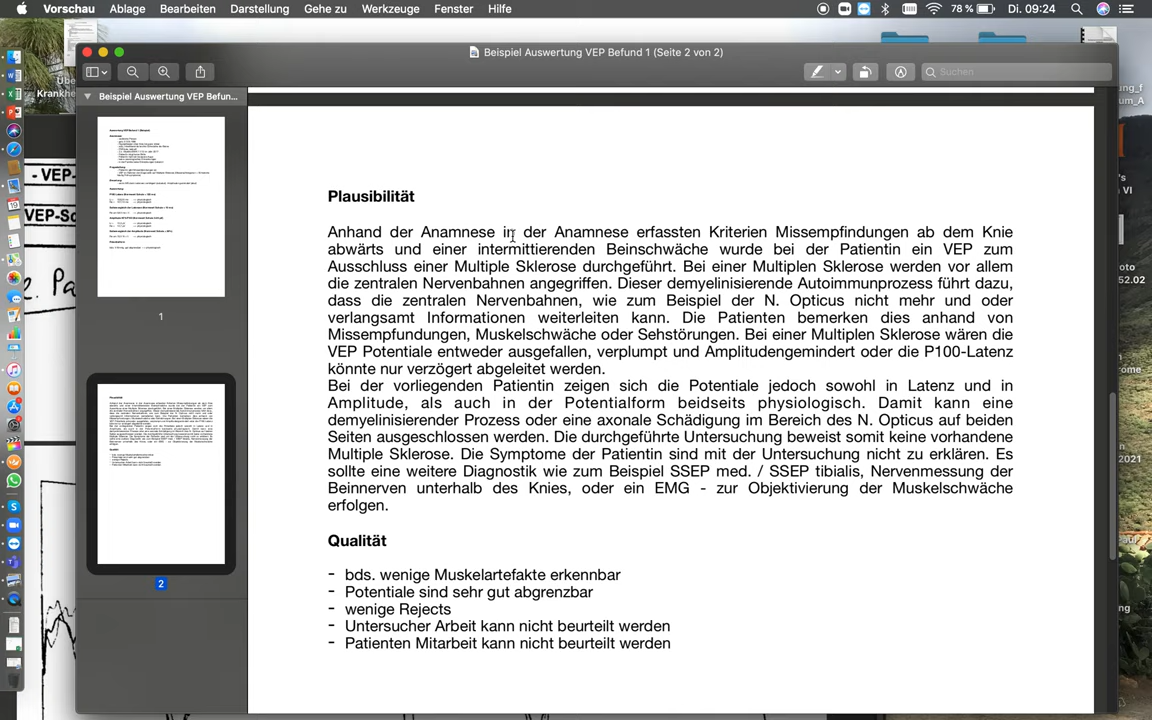 Vorschau Ablage Bearbeiten Darstellung Gehe zu Werkzeuge Fenster Hilfe 78 % Di. 09:24
Beispiel Auswertung VEP Befund 1 (Seite 2 von 2)
Suchen
Beispiel Auswertung VEP Befun...
1
2
- VEP-
VEP-Sc
Krankhe
Plausibilität
Anhand der Anamnese in der Anamnese erfassten Kriterien Missempfindungen ab dem Knie
abwärts und einer intermittierenden Beinschwäche wurde bei der Patientin ein VEP zum
Ausschluss einer Multiple Sklerose durchgeführt. Bei einer Multiplen Sklerose werden vor allem
die zentralen Nervenbahnen angegriffen. Dieser demyelinisierende Autoimmunprozess führt dazu,
dass die zentralen Nervenbahnen, wie zum Beispiel der N. Opticus nicht mehr und oder
verlangsamt Informationen weiterleiten kann. Die Patienten bemerken dies anhand von
Missempfundungen, Muskelschwäche oder Sehstörungen. Bei einer Multiplen Sklerose wären die
VEP Potentiale entweder ausgefallen, verplumpt und Amplitudengemindert oder die P100-Latenz
könnte nur verzögert abgeleitet werden.
Bei der vorliegenden Patientin zeigen sich die Potentiale jedoch sowohl in Latenz und in
Amplitude, als auch in der Potentialform beidseits physiologisch. Damit kann eine
demyelinisierender Prozess oder eine axonale Schädigung im Bereich des N. Opticus auf beiden
Seiten ausgeschlossen werden. Die durchgeführte Untersuchung beweist somit keine vorhandene
Multiple Sklerose. Die Symptome der Patientin sind mit der Untersuchung nicht zu erklären. Es
sollte eine weitere Diagnostik wie zum Beispiel SSEP med. / SSEP tibialis, Nervenmessung der
Beinnerven unterhalb des Knies, oder ein EMG - zur Objektivierung der Muskelschwäche
erfolgen.
Qualität
- bds. wenige Muskelartefakte erkennbar
- Potentiale sind sehr gut abgrenzbar
- wenige Rejects
- Untersucher Arbeit kann nicht beurteilt werden
- Patienten Mitarbeit kann nicht beurteilt werden